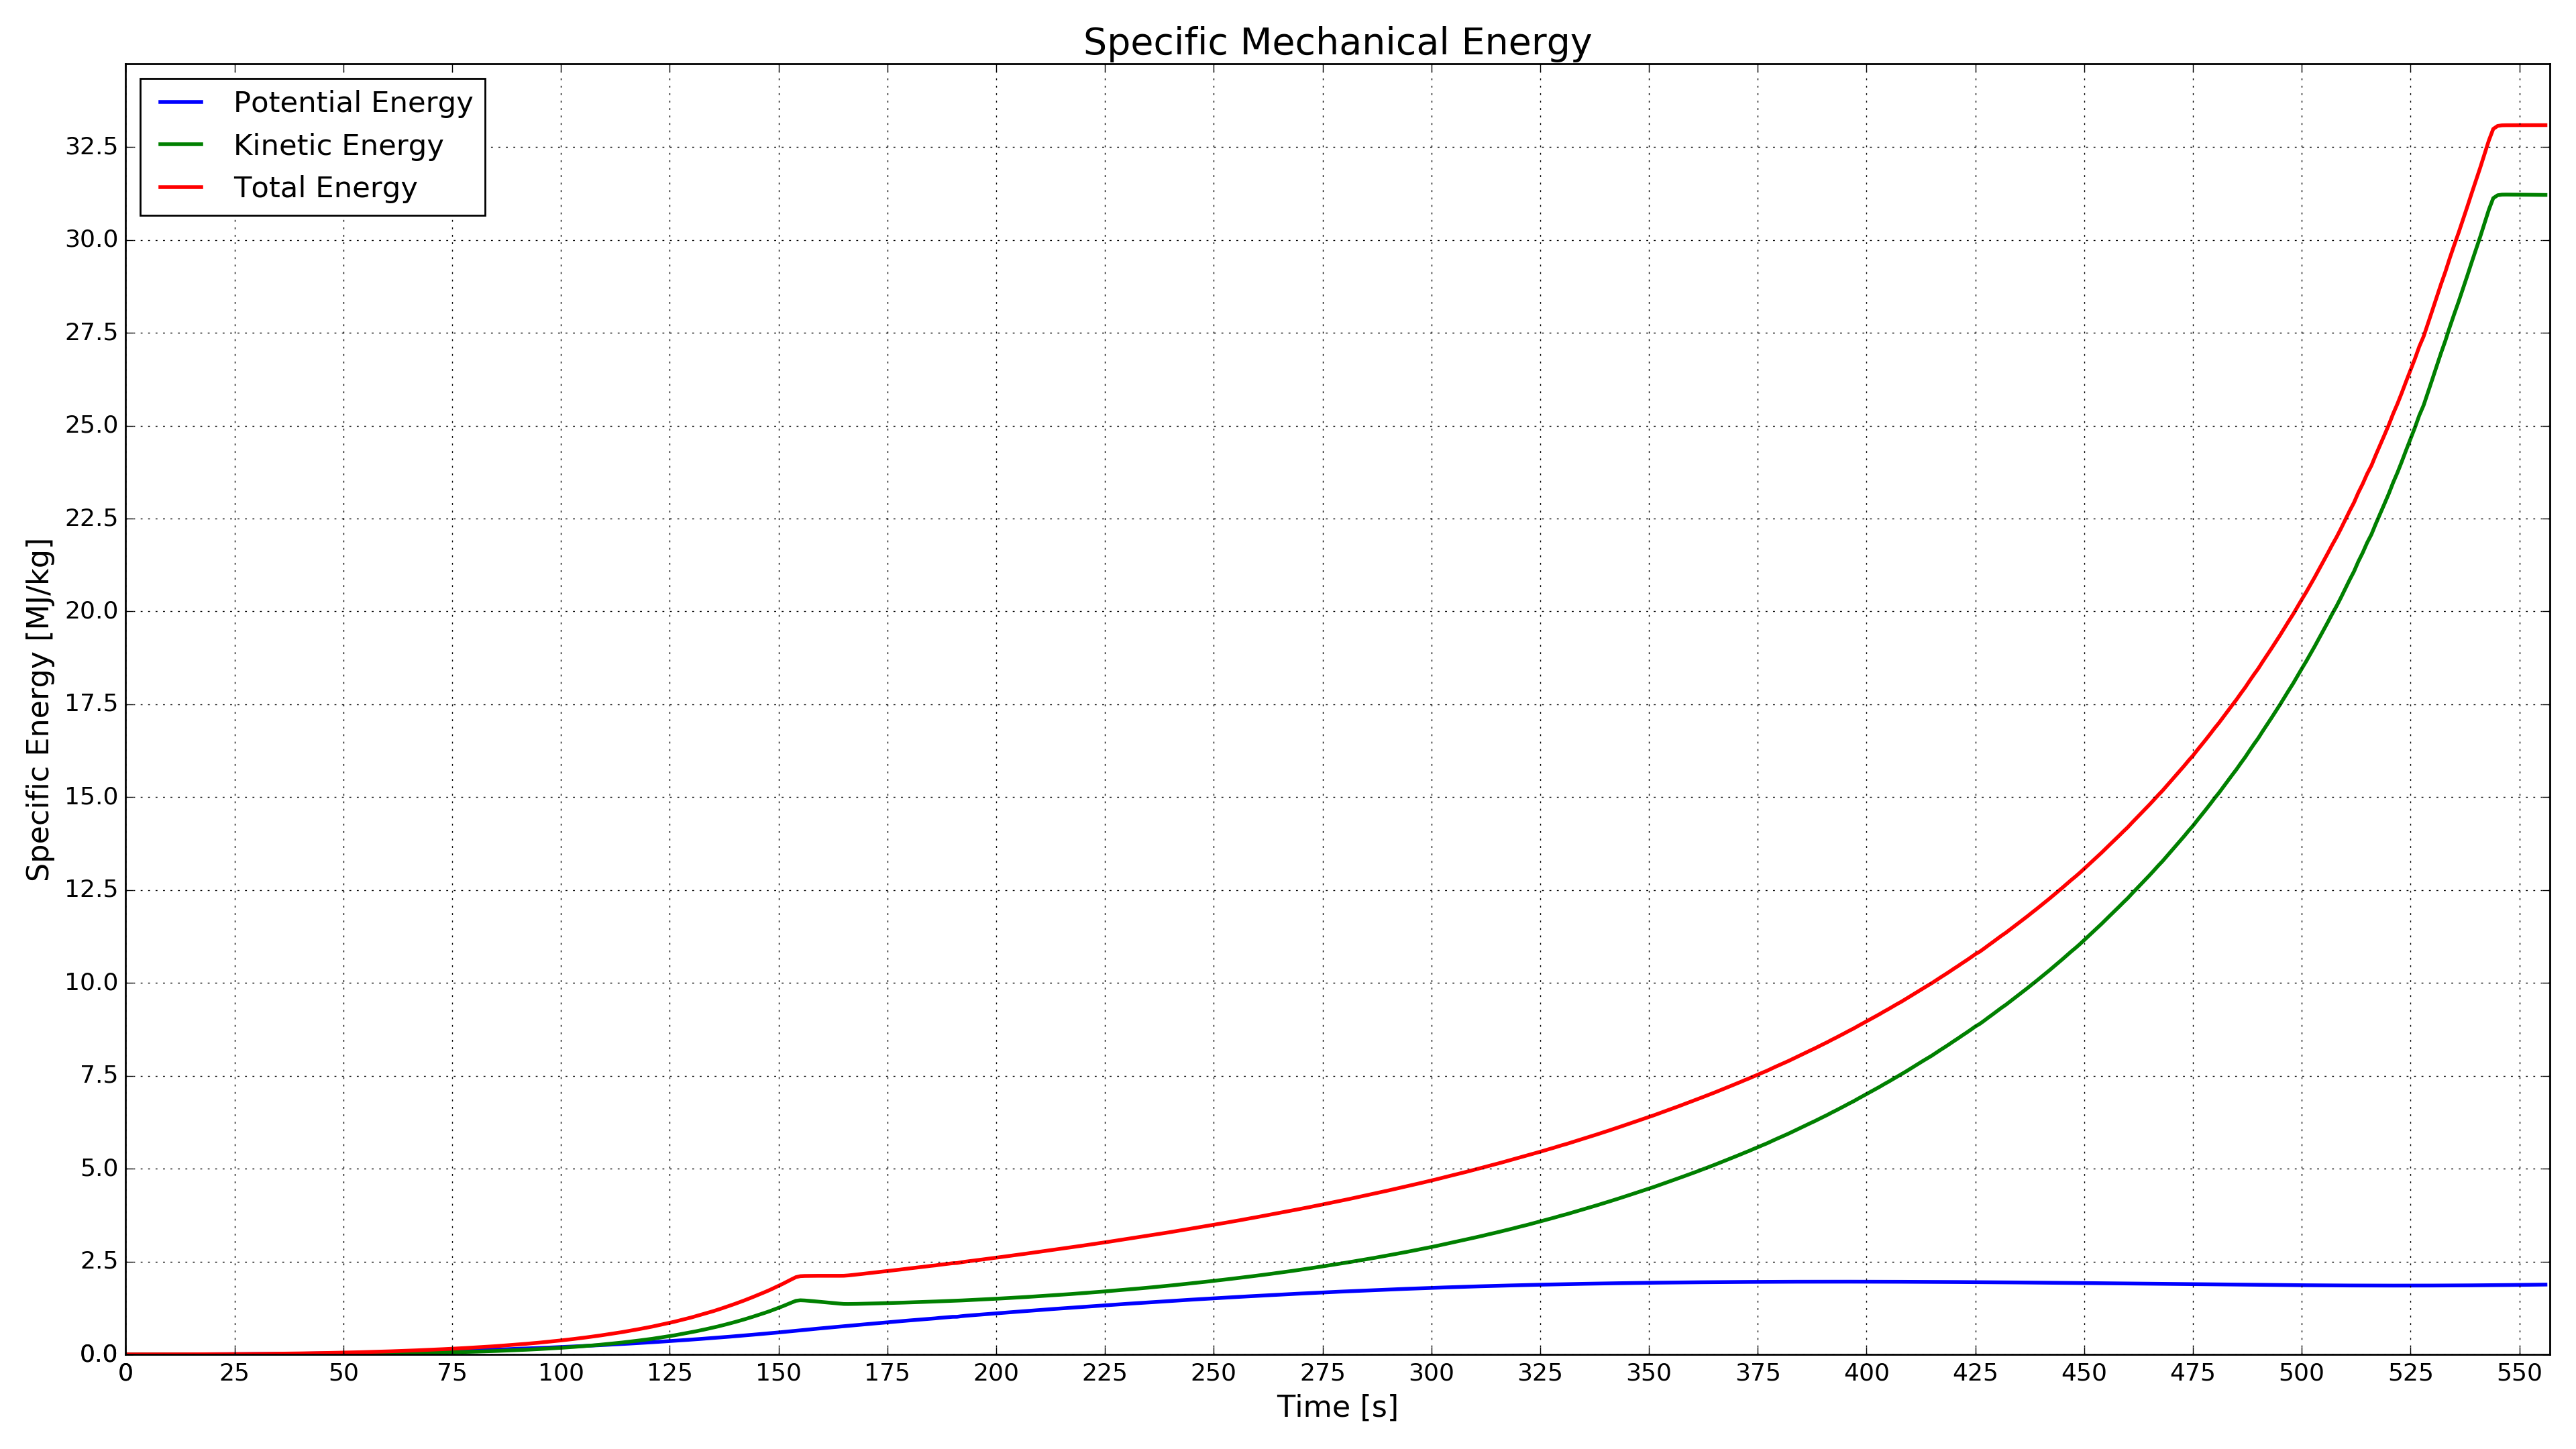 Specific Mechanical Energy
Potential Energy
Kinetic Energy
Total Energy
Specific Energy [MJ/kg]
32.5
30.0
27.5
25.0
22.5
20.0
17.5
15.0
12.5
10.0
7.5
5.0
2.5
0.0
0 25 50 75 100 125 150 175 200 225 250 275 300 325 350 375 400 425 450 475 500 525 550
Time [s]